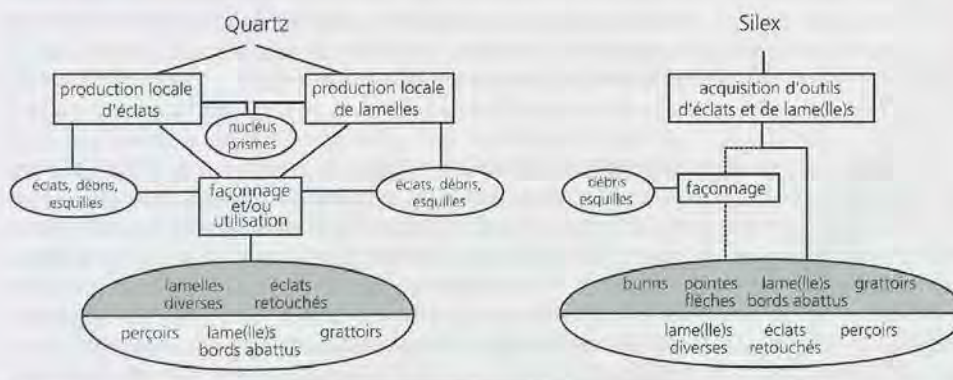 Quartz
production locale
d'éclats
production locale
de lamelles
nucléus
prismes
éclats, débris,
esquilles
façonnage
et/ou
utilisation
éclats, débris,
esquilles
lamelles éclats
diverses retouchés
perçoirs lame(lle)s grattoirs
bords abattus
Silex
acquisition d'outils
d'éclats et de lame(lle)s
débris
esquilles
façonnage
burins pointes lame(lle)s grattoirs
flèches bords abattus
lame(lle)s éclats perçoirs
diverses retouchés